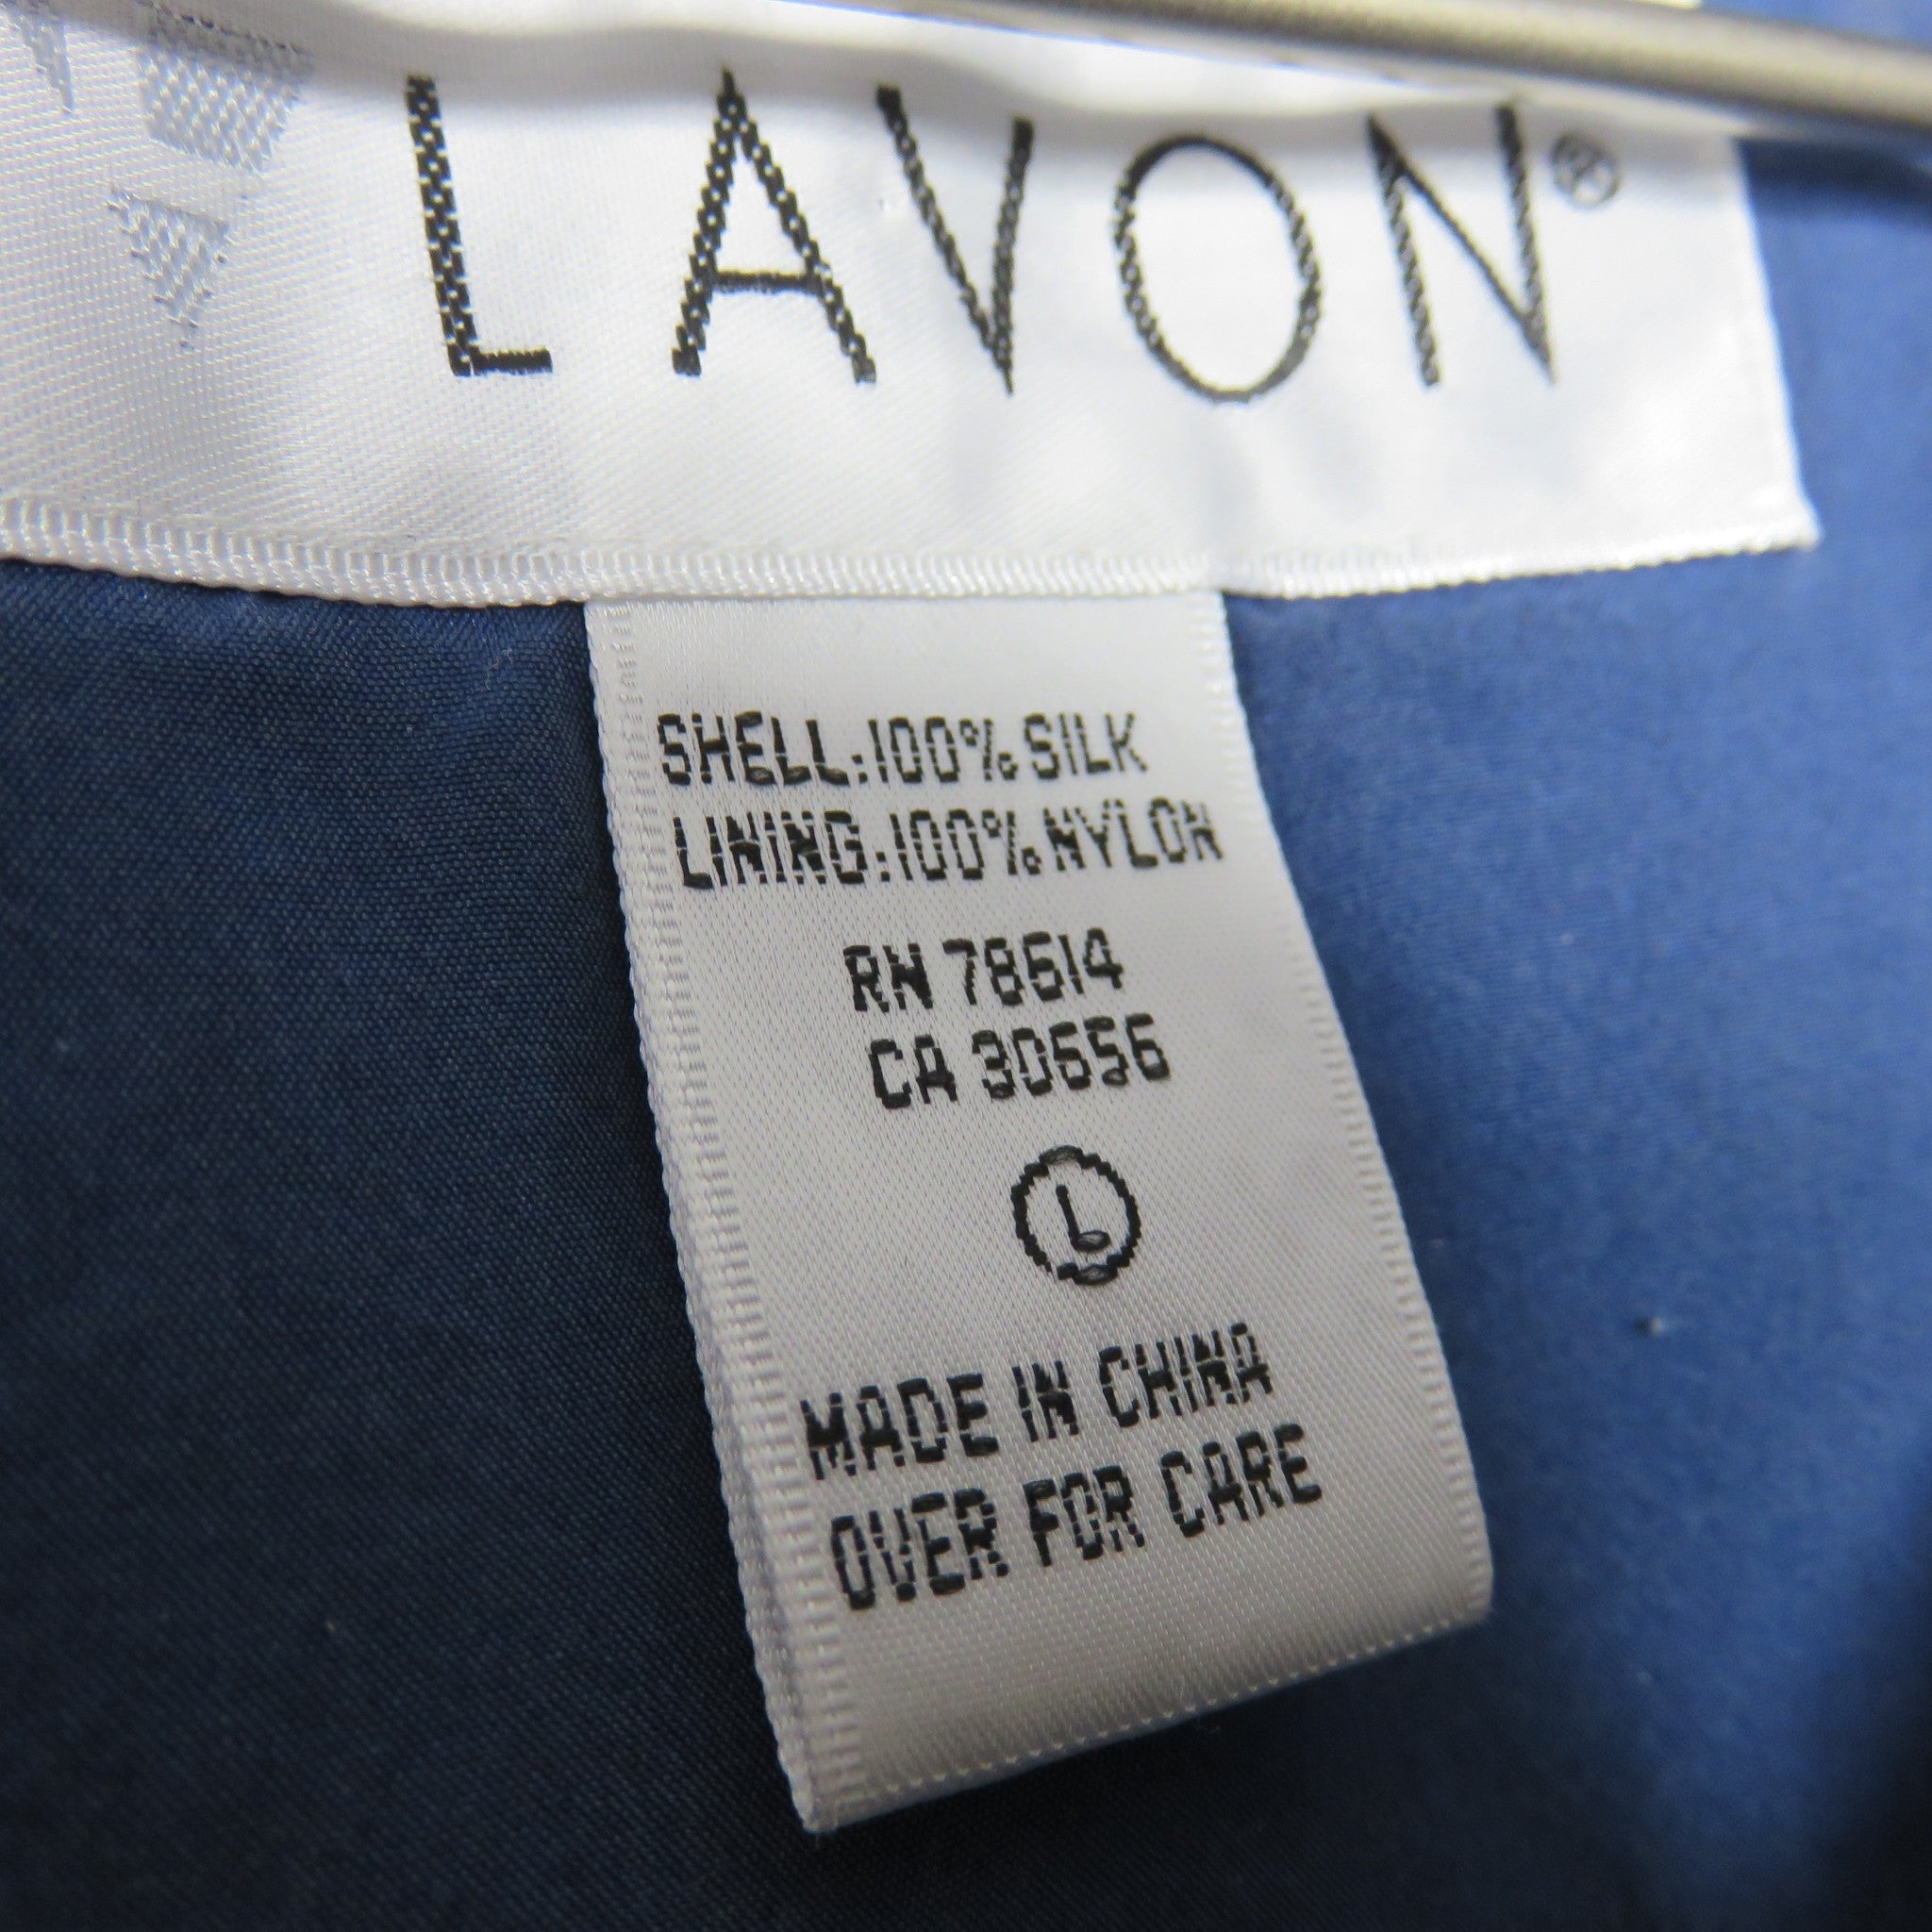 LAVON®
SHELL:100% SILK
LINING:100% NYLON
RN 78614
CA 30656
L
MADE IN CHINA
OVER FOR CARE